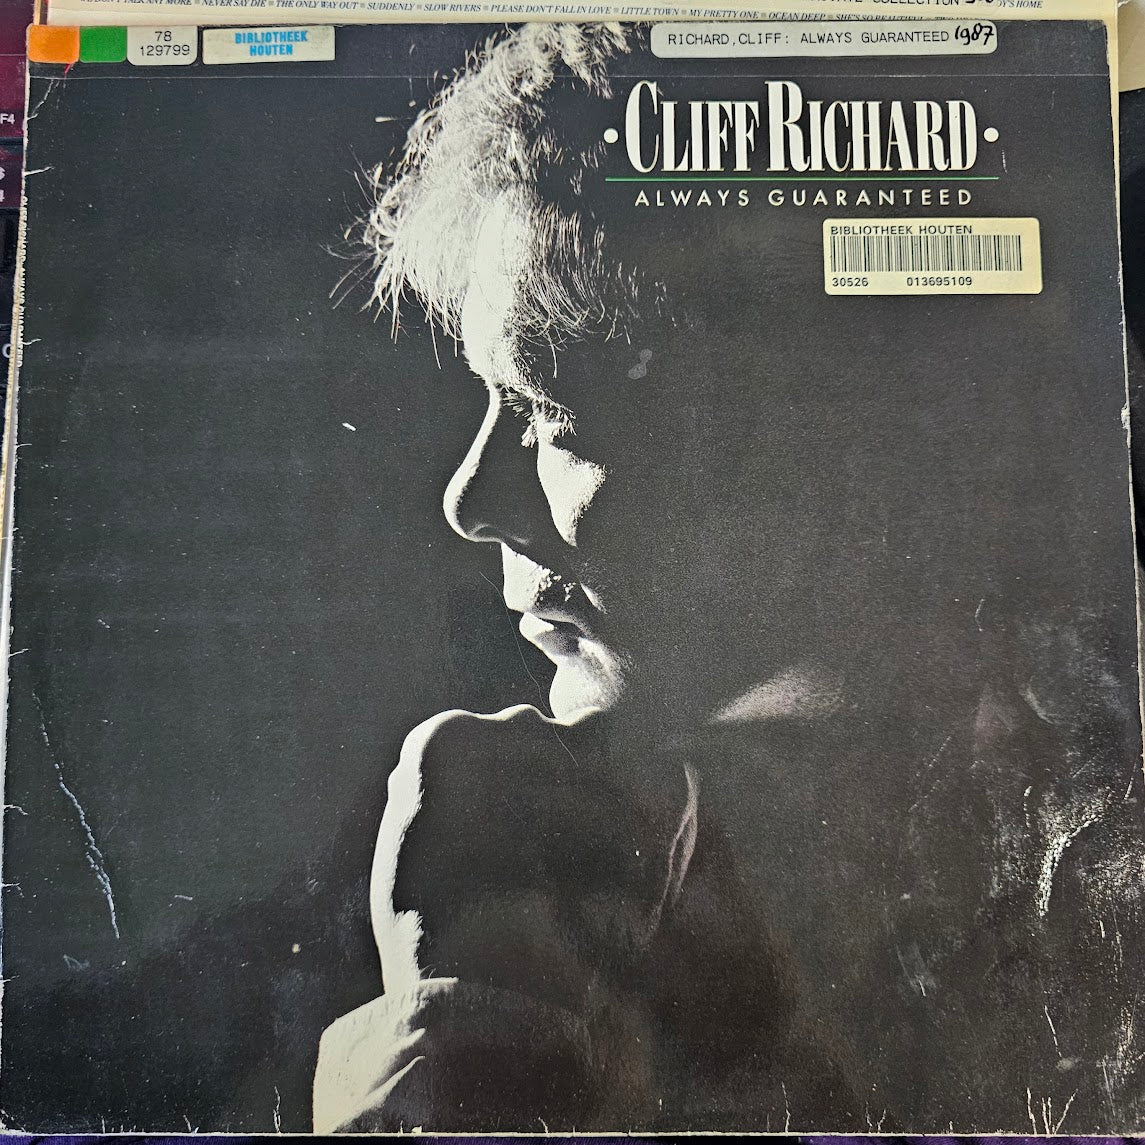 NEVER SAY DIE ■ THE ONLY WAY OUT ■ SUDDENLY ■ SLOW RIVERS ■ PLEASE DON'T FALL IN LOVE ■ LITTLE TOWN ■ MY PRETTY ONE ■ OCEAN DEEP ■ SHE'S SO BEAUTIFUL
78
129799
BIBLIOTHEEK
HOUTEN
RICHARD,CLIFF: ALWAYS GUARANTEED 1987
F4
• CLIFF RICHARD •
ALWAYS GUARANTEED
BIBLIOTHEEK HOUTEN
30526 013695109